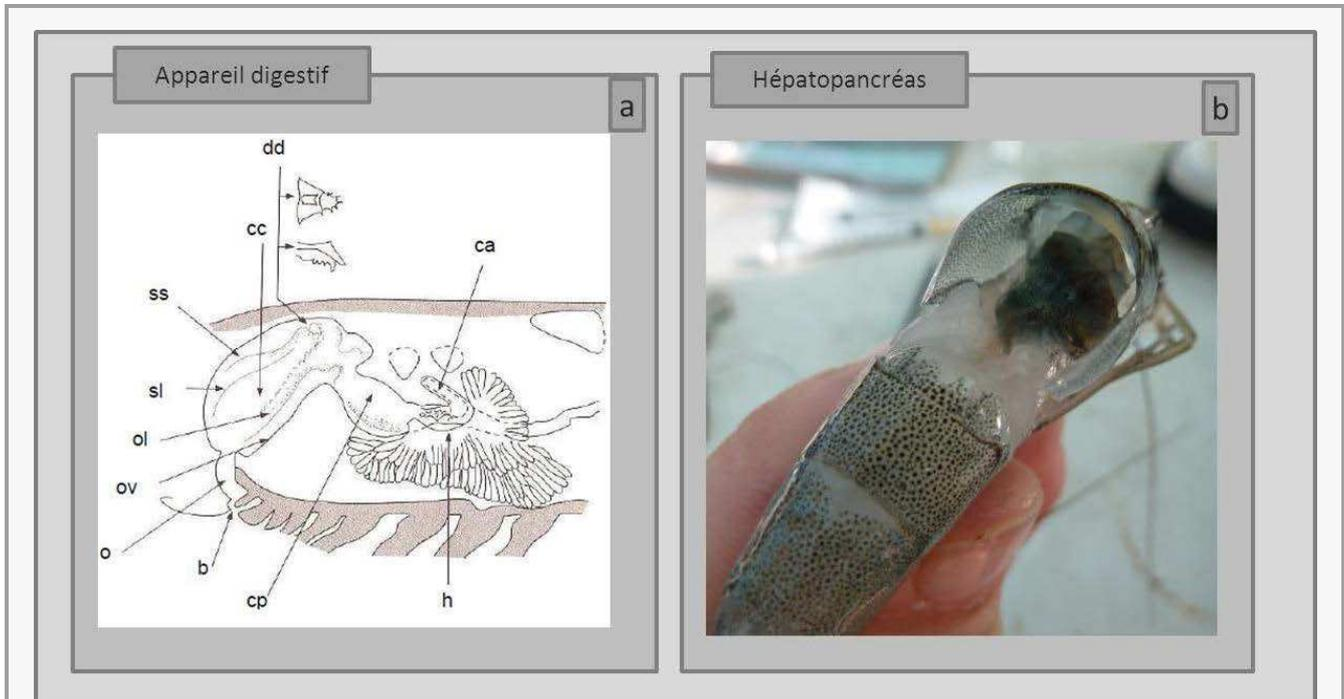 Appareil digestif
a
dd
cc
ca
ss
sl
ol
ov
o
b
cp
h
Hépatopancréas
b